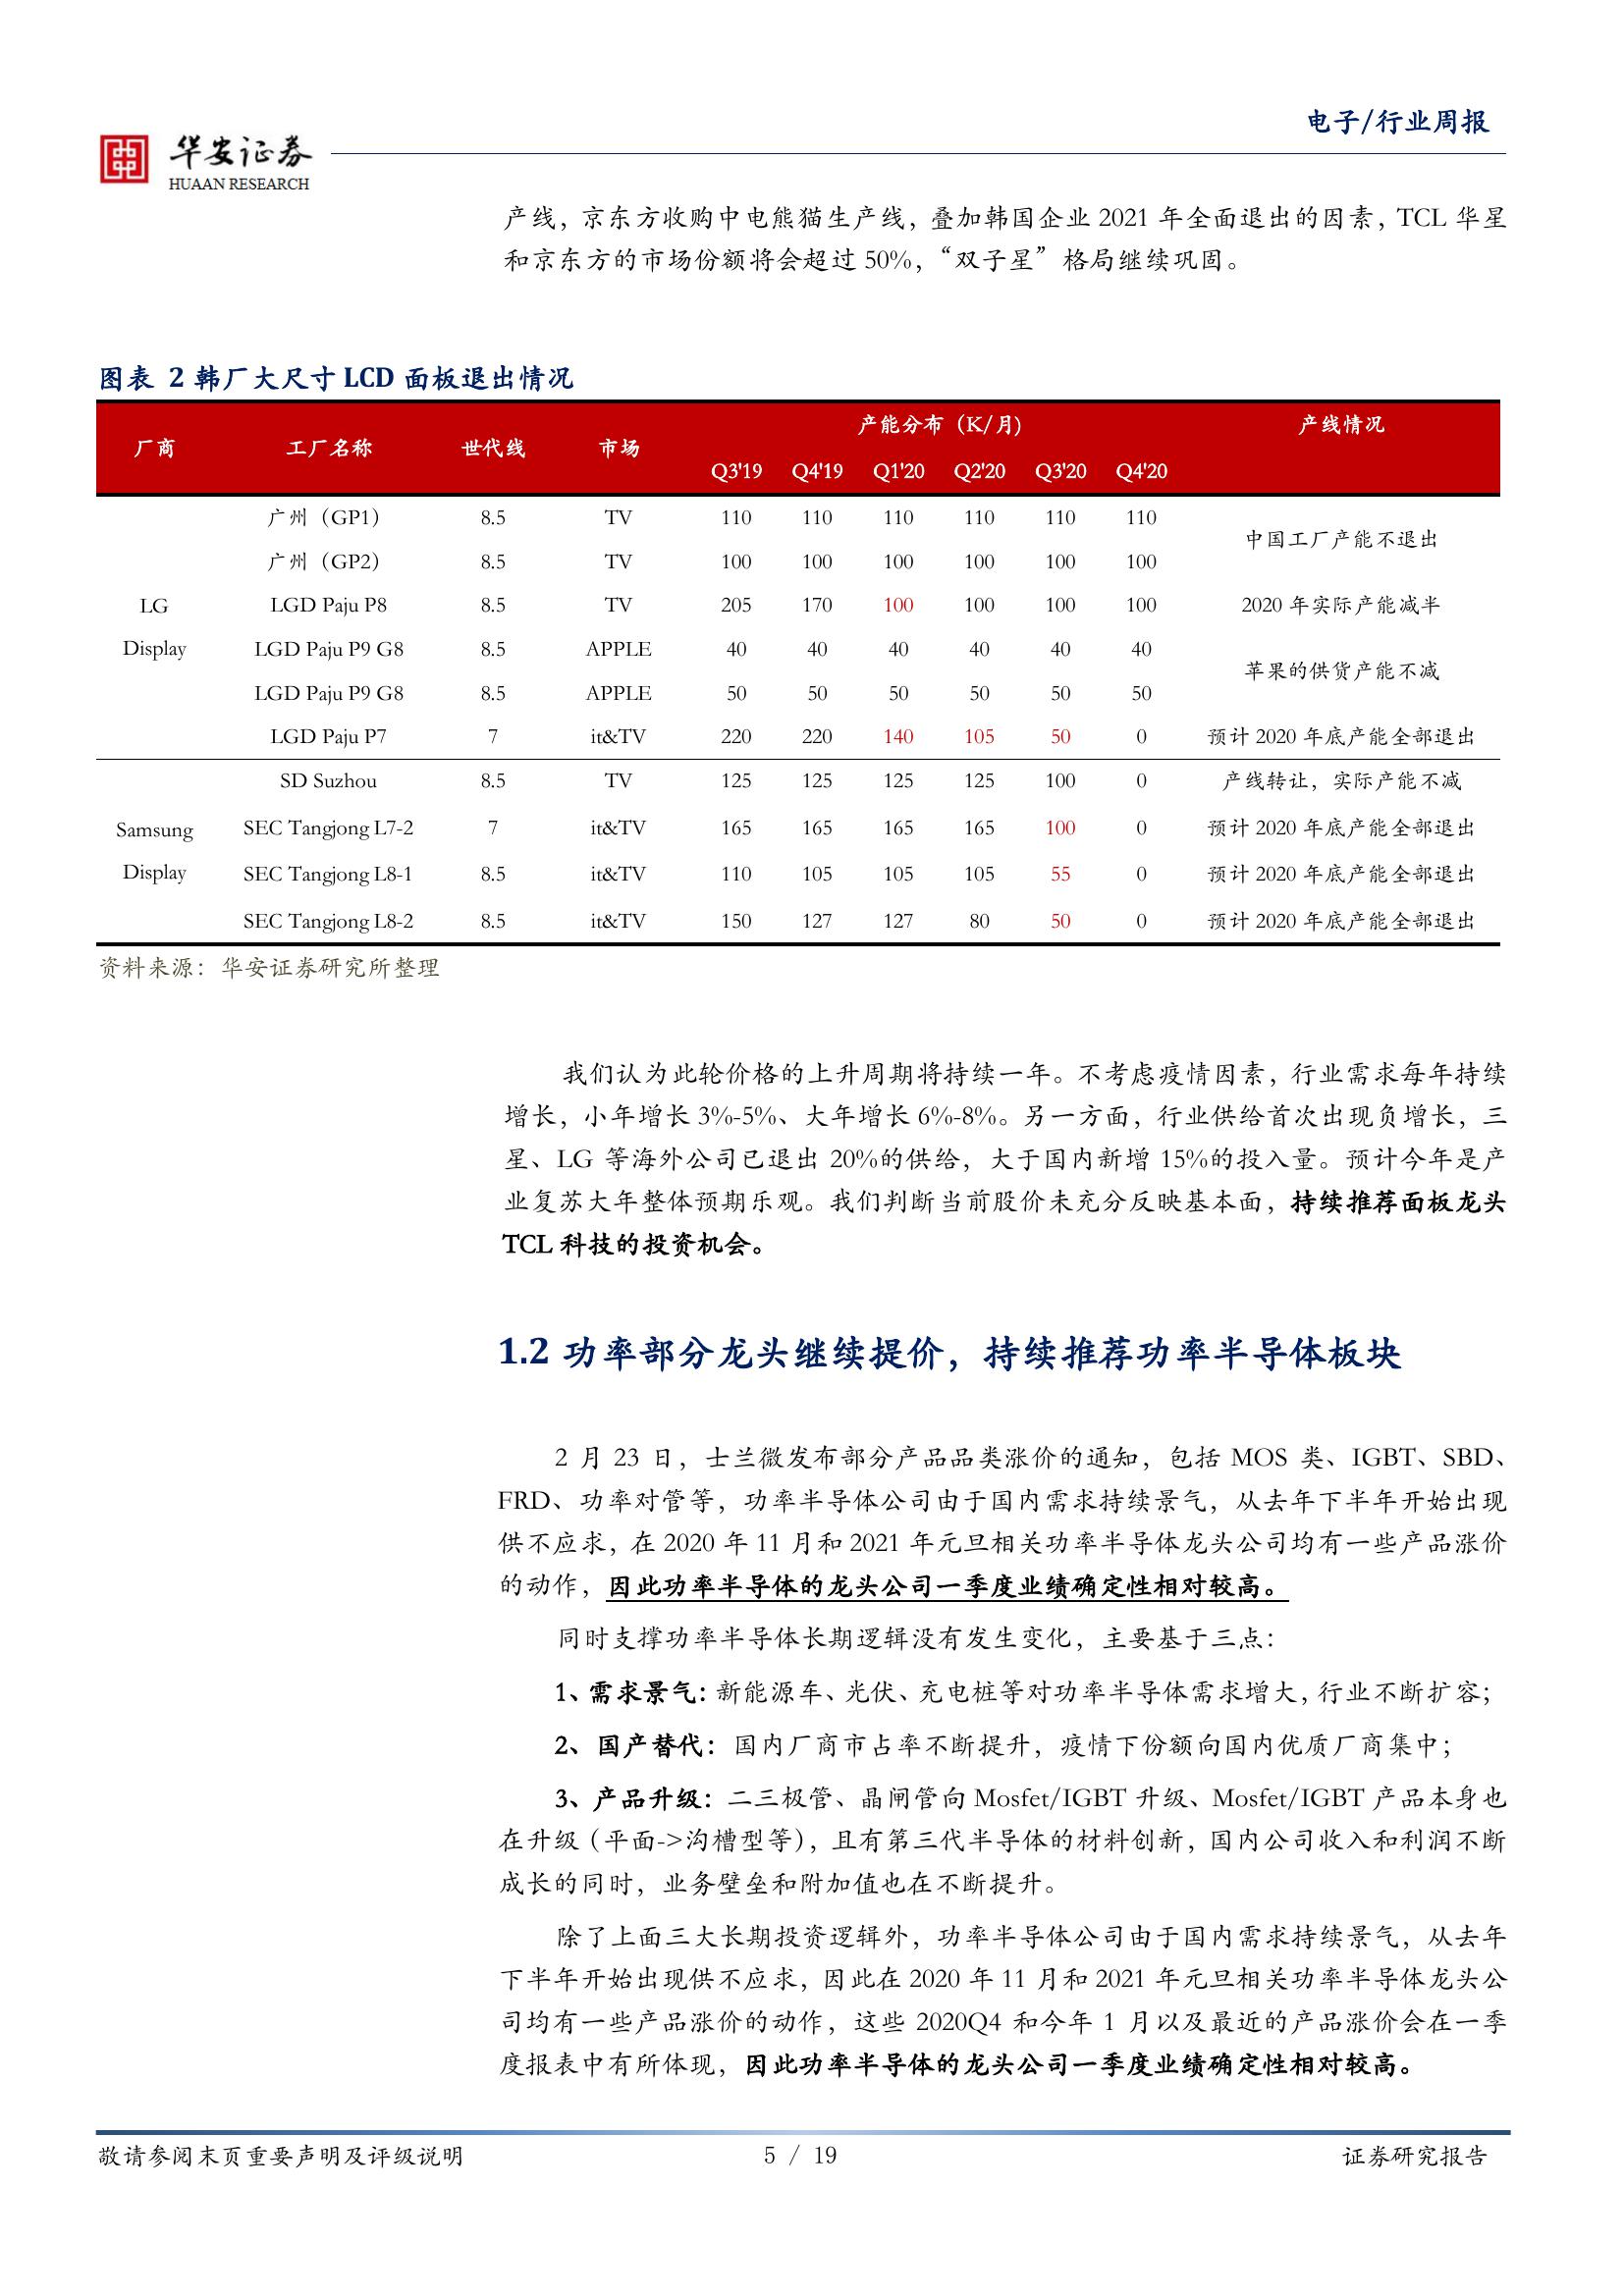 电子/行业周报
华安证券
HUAAN RESEARCH
产线，京东方收购中电熊猫生产线，叠加韩国企业 2021 年全面退出的因素，TCL 华星
和京东方的市场份额将会超过 50%，“双子星”格局继续巩固。
图表 2 韩厂大尺寸 LCD 面板退出情况
厂商 工厂名称 世代线 市场 产能分布（K/月） 产线情况
Q3'19 Q4'19 Q1'20 Q2'20 Q3'20 Q4'20
广州（GP1） 8.5 TV 110 110 110 110 110 110
中国工厂产能不退出
广州（GP2） 8.5 TV 100 100 100 100 100 100
LG LGD Paju P8 8.5 TV 205 170 100 100 100 100 2020 年实际产能减半
Display LGD Paju P9 G8 8.5 APPLE 40 40 40 40 40 40
苹果的供货产能不减
LGD Paju P9 G8 8.5 APPLE 50 50 50 50 50 50
LGD Paju P7 7 it&TV 220 220 140 105 50 0 预计 2020 年底产能全部退出
SD Suzhou 8.5 TV 125 125 125 125 100 0 产线转让，实际产能不减
Samsung SEC Tangjong L7-2 7 it&TV 165 165 165 165 100 0 预计 2020 年底产能全部退出
Display SEC Tangjong L8-1 8.5 it&TV 110 105 105 105 55 0 预计 2020 年底产能全部退出
SEC Tangjong L8-2 8.5 it&TV 150 127 127 80 50 0 预计 2020 年底产能全部退出
资料来源：华安证券研究所整理
我们认为此轮价格的上升周期将持续一年。不考虑疫情因素，行业需求每年持续
增长，小年增长 3%-5%、大年增长 6%-8%。另一方面，行业供给首次出现负增长，三
星、LG 等海外公司已退出 20%的供给，大于国内新增 15%的投入量。预计今年是产
业复苏大年整体预期乐观。我们判断当前股价未充分反映基本面，持续推荐面板龙头
TCL 科技的投资机会。
1.2 功率部分龙头继续提价，持续推荐功率半导体板块
2 月 23 日，士兰微发布部分产品品类涨价的通知，包括 MOS 类、IGBT、SBD、
FRD、功率对管等，功率半导体公司由于国内需求持续景气，从去年下半年开始出现
供不应求，在 2020 年 11 月和 2021 年元旦相关功率半导体龙头公司均有一些产品涨价
的动作，因此功率半导体的龙头公司一季度业绩确定性相对较高。
同时支撑功率半导体长期逻辑没有发生变化，主要基于三点：
1、需求景气：新能源车、光伏、充电桩等对功率半导体需求增大，行业不断扩容；
2、国产替代：国内厂商市占率不断提升，疫情下份额向国内优质厂商集中；
3、产品升级：二三极管、晶闸管向 Mosfet/IGBT 升级、Mosfet/IGBT 产品本身也
在升级（平面->沟槽型等），且有第三代半导体的材料创新，国内公司收入和利润不断
成长的同时，业务壁垒和附加值也在不断提升。
除了上面三大长期投资逻辑外，功率半导体公司由于国内需求持续景气，从去年
下半年开始出现供不应求，因此在 2020 年 11 月和 2021 年元旦相关功率半导体龙头公
司均有一些产品涨价的动作，这些 2020Q4 和今年 1 月以及最近的产品涨价会在一季
度报表中有所体现，因此功率半导体的龙头公司一季度业绩确定性相对较高。
敬请参阅末页重要声明及评级说明 5 / 19 证券研究报告